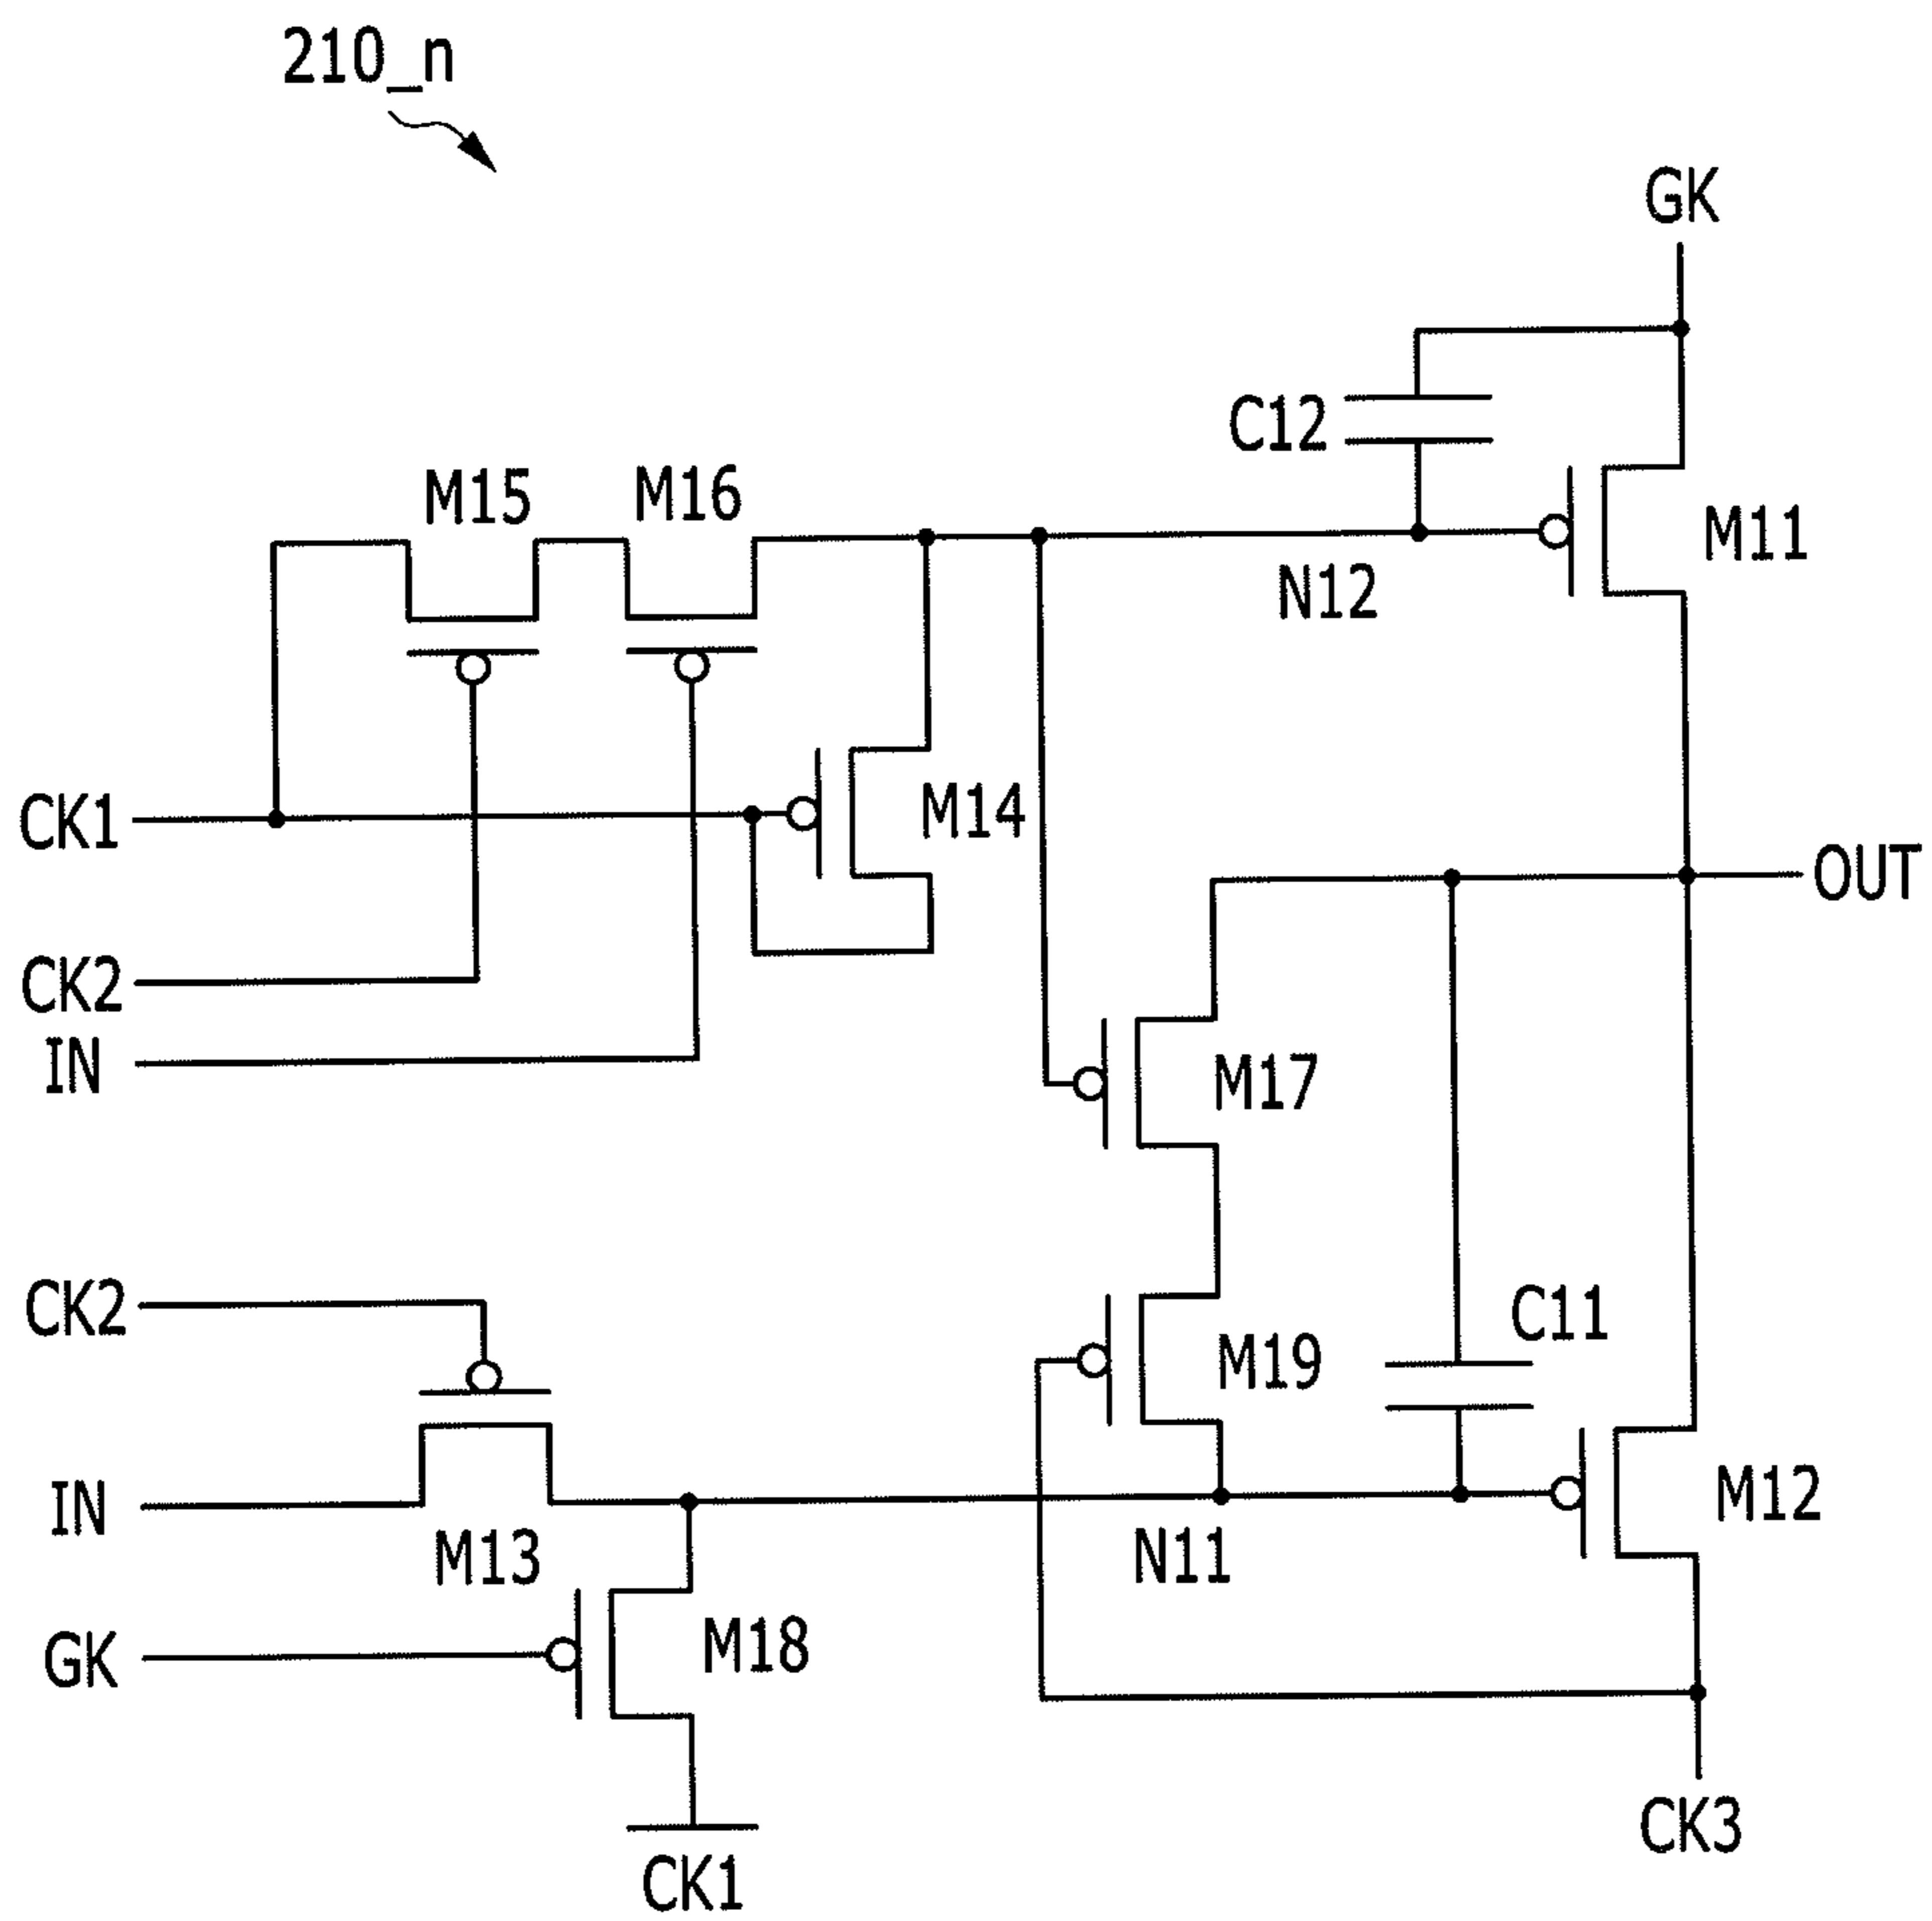 210_n
GK
C12
M15
M16
M11
N12
CK1
M14
OUT
CK2
IN
M17
CK2
C11
M19
IN
M13
N11
M12
GK
M18
CK3
CK1